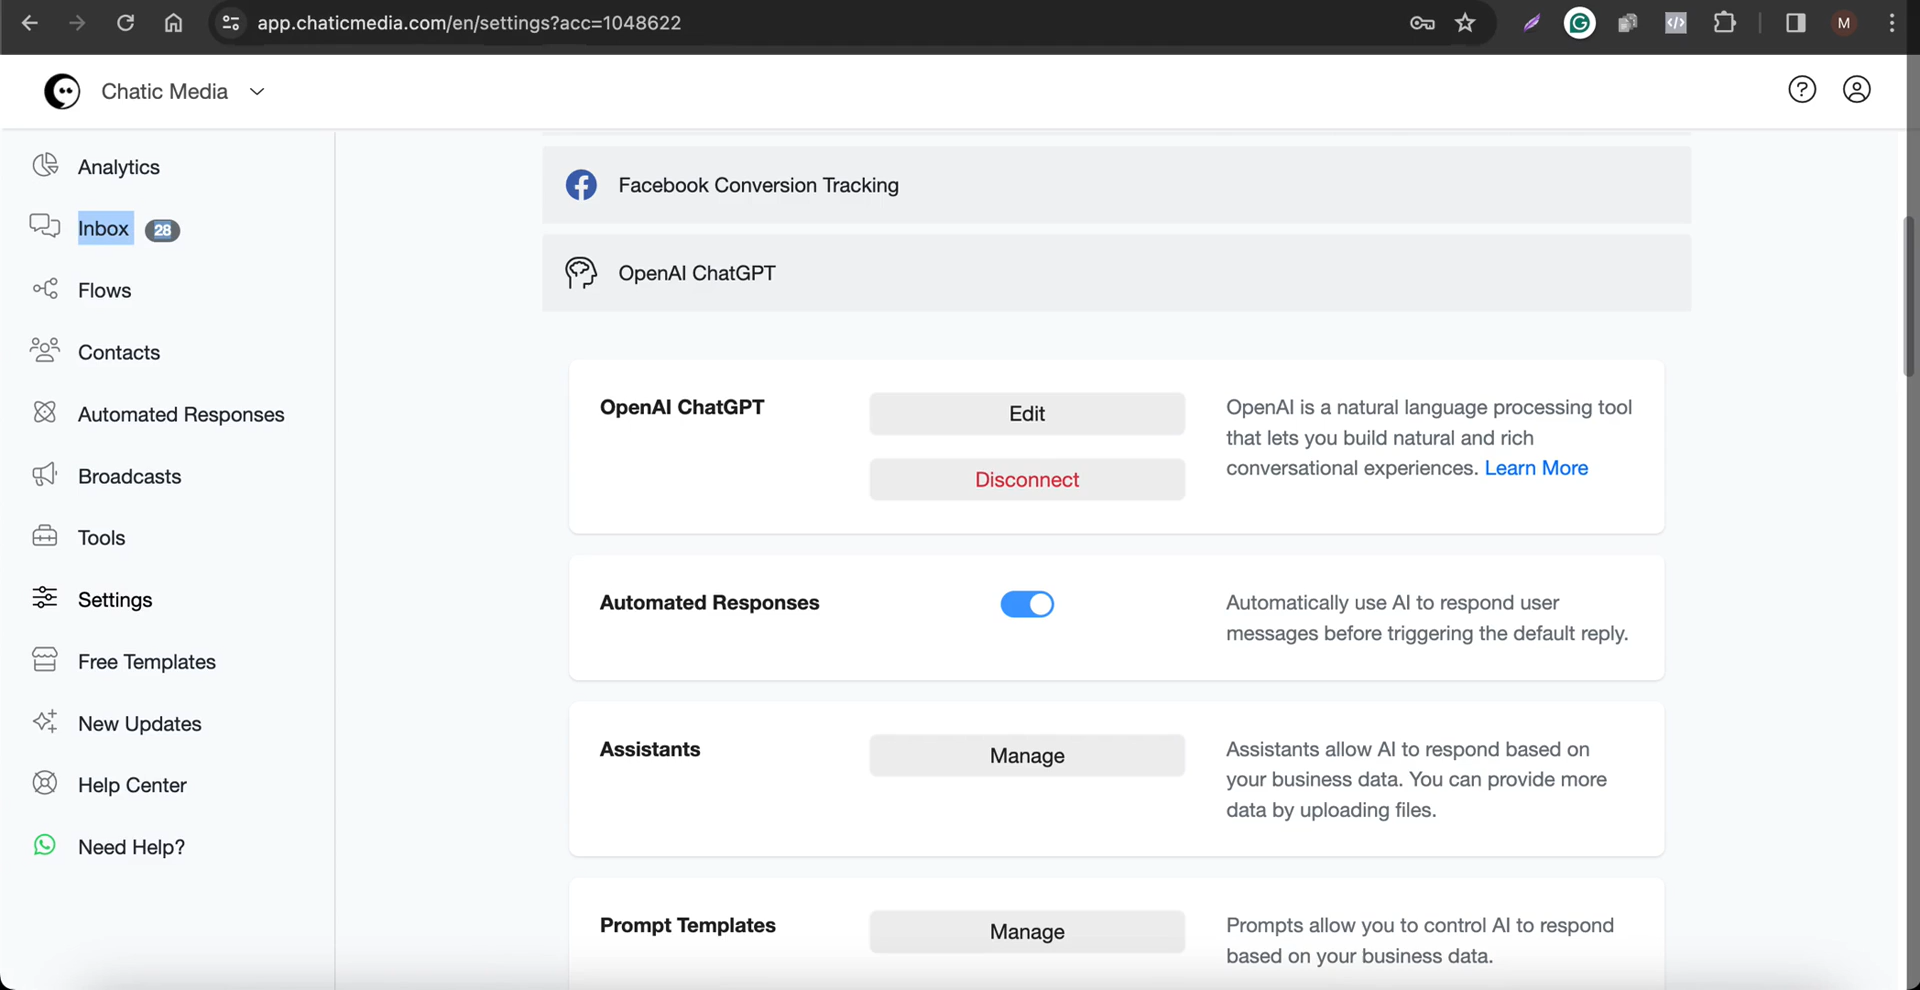 app.chaticmedia.com/en/settings?acc=1048622
M
Chatic Media
Analytics
Inbox 28
Flows
Contacts
Automated Responses
Broadcasts
Tools
Settings
Free Templates
New Updates
Help Center
Need Help?
Facebook Conversion Tracking
OpenAI ChatGPT
OpenAI ChatGPT
Edit
Disconnect
OpenAI is a natural language processing tool
that lets you build natural and rich
conversational experiences. Learn More
Automated Responses
Automatically use AI to respond user
messages before triggering the default reply.
Assistants
Manage
Assistants allow AI to respond based on
your business data. You can provide more
data by uploading files.
Prompt Templates
Manage
Prompts allow you to control AI to respond
based on your business data.